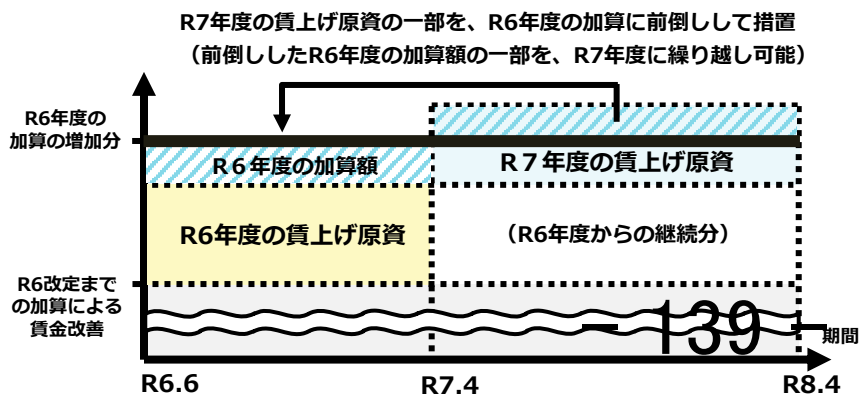 R7年度の賃上げ原資の一部を、R6年度の加算に前倒しして措置
（前倒ししたR6年度の加算額の一部を、R7年度に繰り越し可能）
R6年度の
加算の増加分
R６年度の加算額
R７年度の賃上げ原資
R6年度の賃上げ原資
（R6年度からの継続分）
R6改定まで
の加算による
賃金改善
139
期間
R6.6
R7.4
R8.4